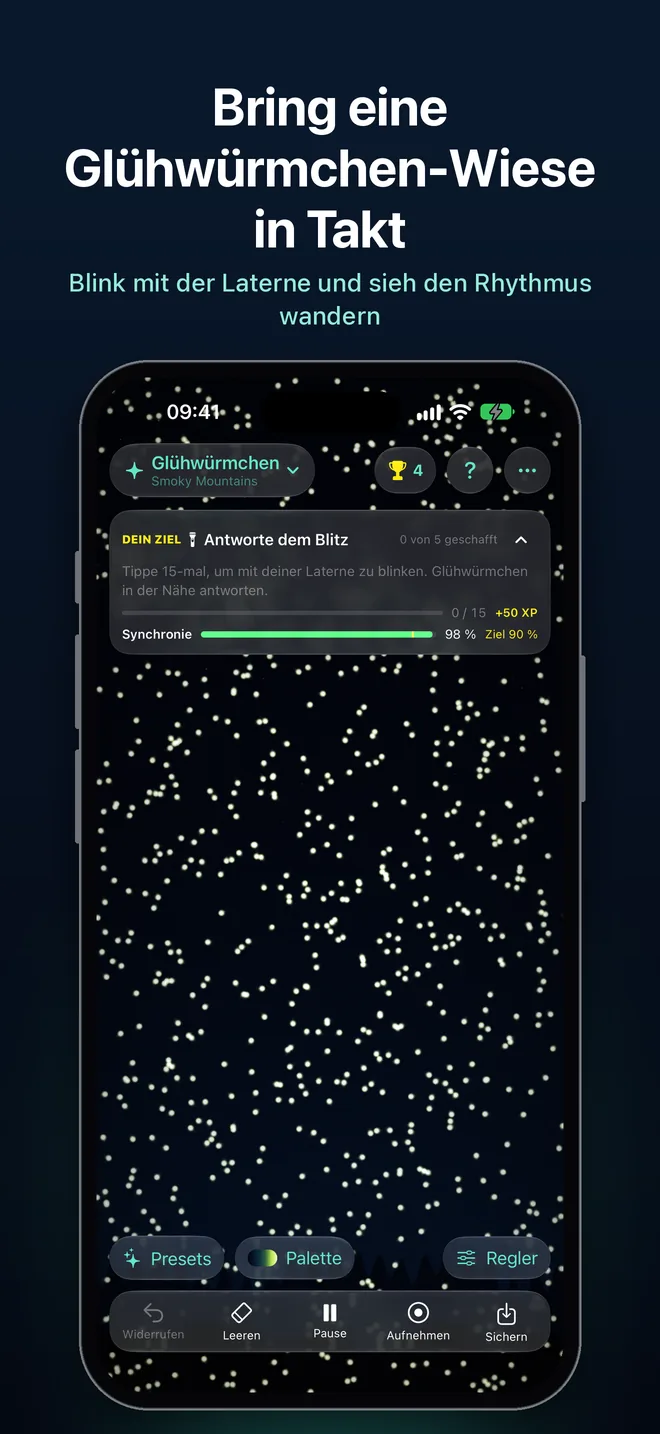 Bring eine
Glühwürmchen-Wiese
in Takt
Blink mit der Laterne und sieh den Rhythmus
wandern
09:41
Glühwürmchen
Smoky Mountains
4
?
DEIN ZIEL Antworte dem Blitz 0 von 5 geschafft
Tippe 15-mal, um mit deiner Laterne zu blinken. Glühwürmchen
in der Nähe antworten.
0 / 15 +50 XP
Synchronie 98 % Ziel 90 %
Presets Palette Regler
Widerrufen Leeren Pause Aufnehmen Sichern